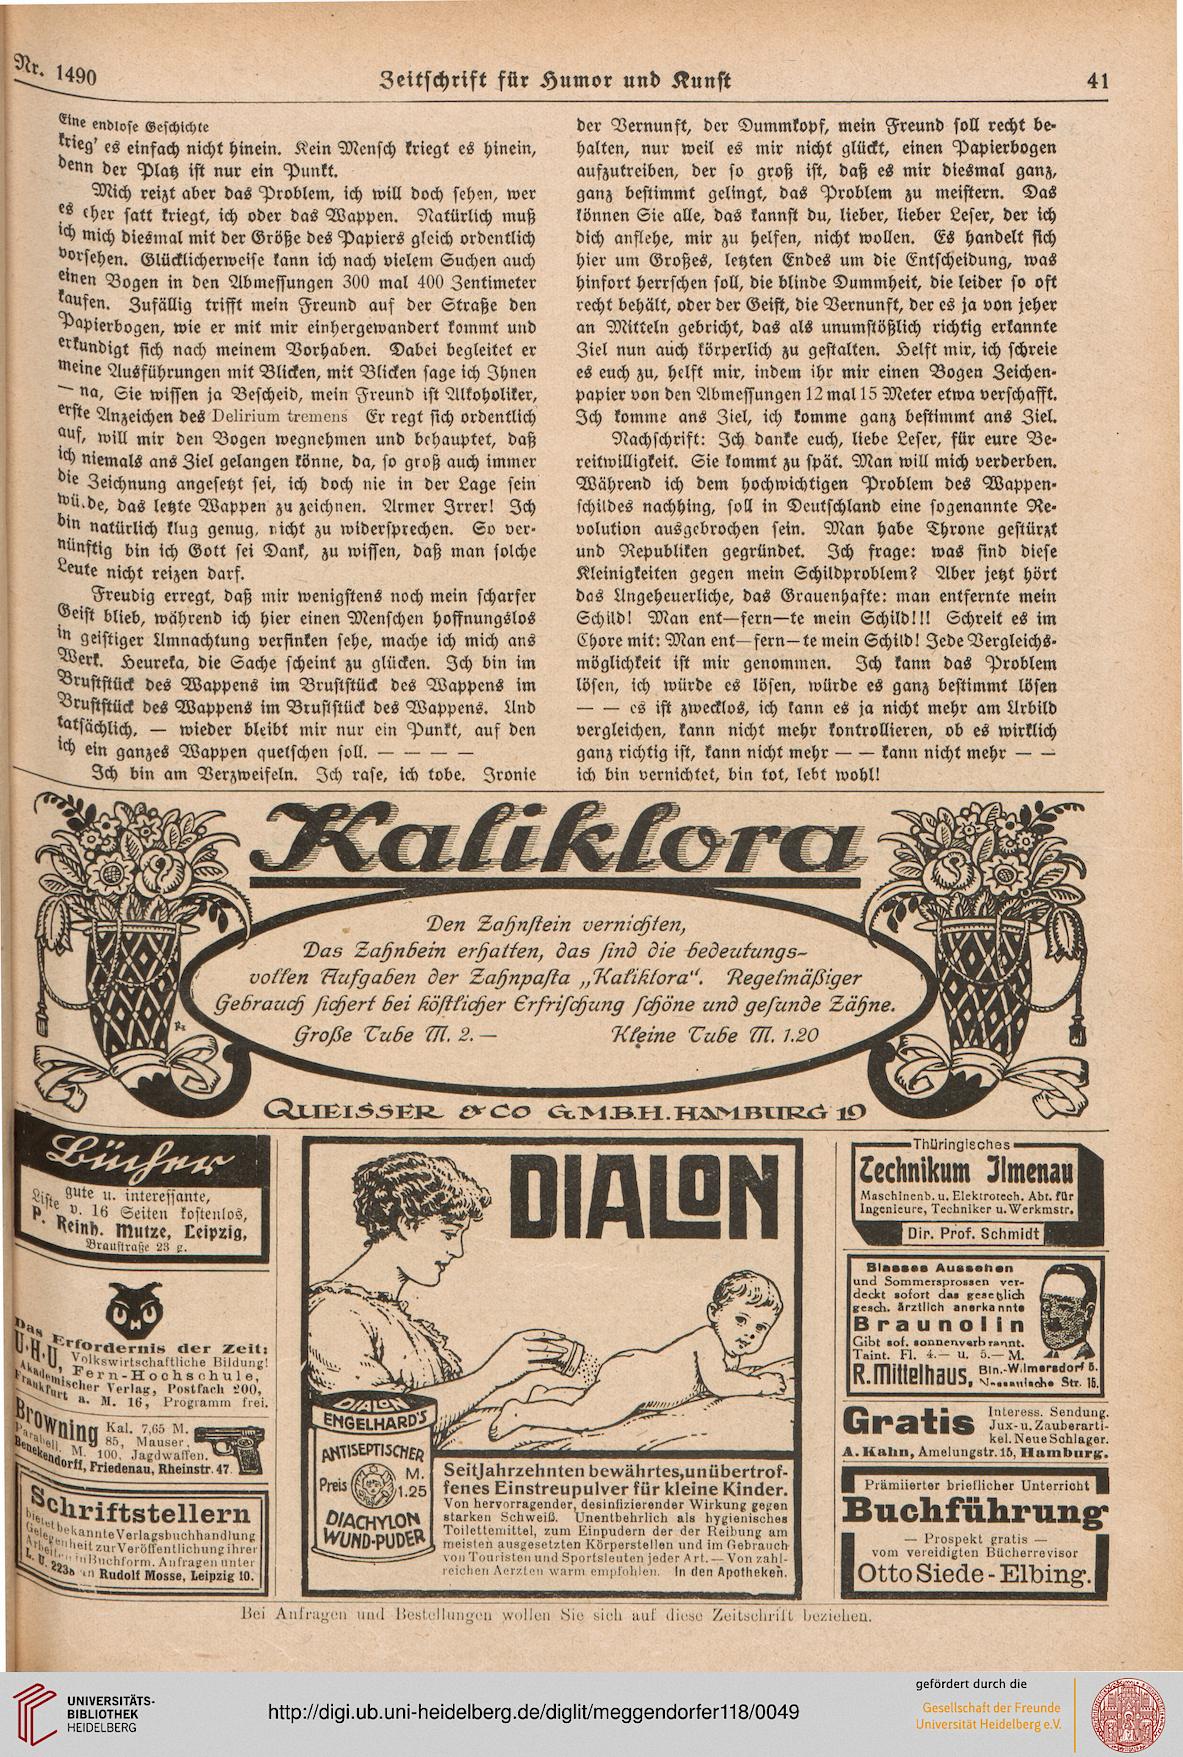 Nr. 1490
Zeitschrift für Humor und Kunst
41
Eine endlose Geschichte
krieg' es einfach nicht hinein. Kein Mensch kriegt es hinein,
denn der Platz ist nur ein Punkt.
Mich reizt aber das Problem, ich will doch sehen, wer
es eher satt kriegt, ich oder das Wappen. Natürlich muß
ich mich diesmal mit der Größe des Papiers gleich ordentlich
vorsehen. Glücklicherweise kann ich nach vielem Suchen auch
einen Bogen in den Abmessungen 300 mal 400 Zentimeter
kaufen. Zufällig trifft mein Freund auf der Straße den
Papierbogen, wie er mit mir einhergewandert kommt und
erkundigt sich nach meinem Vorhaben. Dabei begleitet er
meine Ausführungen mit Blicken, mit Blicken sage ich Ihnen
— na, Sie wissen ja Bescheid, mein Freund ist Alkoholiker,
erste Anzeichen des Delirium tremens Er regt sich ordentlich
auf, will mir den Bogen wegnehmen und behauptet, daß
ich niemals ans Ziel gelangen könne, da, so groß auch immer
die Zeichnung angesetzt sei, ich doch nie in der Lage sein
wü.de, das letzte Wappen zu zeichnen. Armer Irrer! Ich
bin natürlich klug genug, nicht zu widersprechen. So ver-
nünftig bin ich Gott sei Dank, zu wissen, daß man solche
Leute nicht reizen darf.
Freudig erregt, daß mir wenigstens noch mein scharfer
Geist blieb, während ich hier einen Menschen hoffnungslos
in geistiger Umnachtung versinken sehe, mache ich mich ans
Werk. Heureka, die Sache scheint zu glücken. Ich bin im
Bruststück des Wappens im Bruststück des Wappens im
Bruststück des Wappens im Bruststück des Wappens. Und
tatsächlich, — wieder bleibt mir nur ein Punkt, auf den
ich ein ganzes Wappen quetschen soll. — — — —
Ich bin am Verzweifeln. Ich rase, ich tobe. Ironie
der Vernunft, der Dummkopf, mein Freund soll recht be-
halten, nur weil es mir nicht glückt, einen Papierbogen
aufzutreiben, der so groß ist, daß es mir diesmal ganz,
ganz bestimmt gelingt, das Problem zu meistern. Das
können Sie alle, das kannst du, lieber, lieber Leser, der ich
dich anflehe, mir zu helfen, nicht wollen. Es handelt sich
hier um Großes, letzten Endes um die Entscheidung, was
hinfort herrschen soll, die blinde Dummheit, die leider so oft
recht behält, oder der Geist, die Vernunft, der es ja von jeher
an Mitteln gebricht, das als unumstößlich richtig erkannte
Ziel nun auch körperlich zu gestalten. Helft mir, ich schreie
es euch zu, helft mir, indem ihr mir einen Bogen Zeichen-
papier von den Abmessungen 12 mal 15 Meter etwa verschafft.
Ich komme ans Ziel, ich komme ganz bestimmt ans Ziel.
Nachschrift: Ich danke euch, liebe Leser, für eure Be-
reitwilligkeit. Sie kommt zu spät. Man will mich verderben.
Während ich dem hochwichtigen Problem des Wappen-
schildes nachhing, soll in Deutschland eine sogenannte Re-
volution ausgebrochen sein. Man habe Throne gestürzt
und Republiken gegründet. Ich frage: was sind diese
Kleinigkeiten gegen mein Schildproblem? Aber jetzt hört
das Ungeheuerliche, das Grauenhafte: man entfernte mein
Schild! Man ent—fern—te mein Schild!!! Schreit es im
Chore mit: Man ent—fern—te mein Schild! Jede Vergleichs-
möglichkeit ist mir genommen. Ich kann das Problem
lösen, ich würde es lösen, würde es ganz bestimmt lösen
— — es ist zwecklos, ich kann es ja nicht mehr am Urbild
vergleichen, kann nicht mehr kontrollieren, ob es wirklich
ganz richtig ist, kann nicht mehr — — kann nicht mehr — —
ich bin vernichtet, bin tot, lebt wohl!
Kaliklora
Den Zahnstein vernichten,
Das Zahnbein erhalten, das sind die bedeutungs-
vollen Aufgaben der Zahnpasta „Kaliklora". Regelmäßiger
Gebrauch sichert bei köstlicher Erfrischung schöne und gesunde Zähne.
Große Tube M. 2.— Kleine Tube M. 1.20
QUEISSER & CO G.M.B.H. HAMBURG 19
Bücher
Liste gute u. interessante,
v. 16 Seiten kostenlos,
P. Reinh. Mutze, Leipzig,
Braustraße 23 g.
UHU
Das Erfordernis der Zeit:
U.H.U, Volkswirtschaftliche Bildung!
Fern-Hochschule,
Akademischer Verlag, Postfach 200,
Frankfurt a. M. 16, Programm frei.
Browning Kal. 7,65 M.
Parabell. M. 85, Mauser,
M. 100, Jagdwaffen.
Benekendorff, Friedenau, Rheinstr. 47
Schriftstellern
bietet bekannte Verlagsbuchhandlung
Gelegenheit zur Veröffentlichung ihrer
Arbeiten in Buchform. Anfragen unter
L. U. 223b an Rudolf Mosse, Leipzig 10.
DIALON
DIALON
ENGELHARD'S
ANTISEPTISCHER
Preis M. 1.25
DIACHYLON
WUND-PUDER
Seit Jahrzehnten bewährtes, unübertrof-
fenes Einstreupulver für kleine Kinder.
Von hervorragender, desinfizierender Wirkung gegen
starken Schweiß. Unentbehrlich als hygienisches
Toilettemittel, zum Einpudern der der Reibung am
meisten ausgesetzten Körperstellen und im Gebrauch
von Touristen und Sportsleuten jeder Art. — Von zahl-
reichen Aerzten warm empfohlen. In den Apotheken.
Thüringisches
Technikum Ilmenau
Maschinenb. u. Elektrotech. Abt. für
Ingenieure, Techniker u. Werkmstr.
Dir. Prof. Schmidt
Blasses Aussehen
und Sommersprossen ver-
deckt sofort das gesetzlich
gesch. ärztlich anerkannte
Braunolin
Gibt sof. sonnenverbrannt.
Taint. Fl. 4.— u. 5.— M.
R. Mittelhaus, Bln.-Wilmersdorf 6.
Nassauische Str. 15.
Gratis Interess. Sendung.
Jux- u. Zauberarti-
kel. Neue Schlager.
A. Kahn, Amelungstr. 15, Hamburg.
Prämiierter brieflicher Unterricht
Buchführung
— Prospekt gratis —
vom vereidigten Bücherrevisor
Otto Siede - Elbing.
Bei Anfragen und Bestellungen wollen Sie sich auf diese Zeitschrift beziehen.
UNIVERSITÄTS-
BIBLIOTHEK
HEIDELBERG
http://digi.ub.uni-heidelberg.de/diglit/meggendorfer118/0049
gefördert durch die
Gesellschaft der Freunde
Universität Heidelberg e.V.